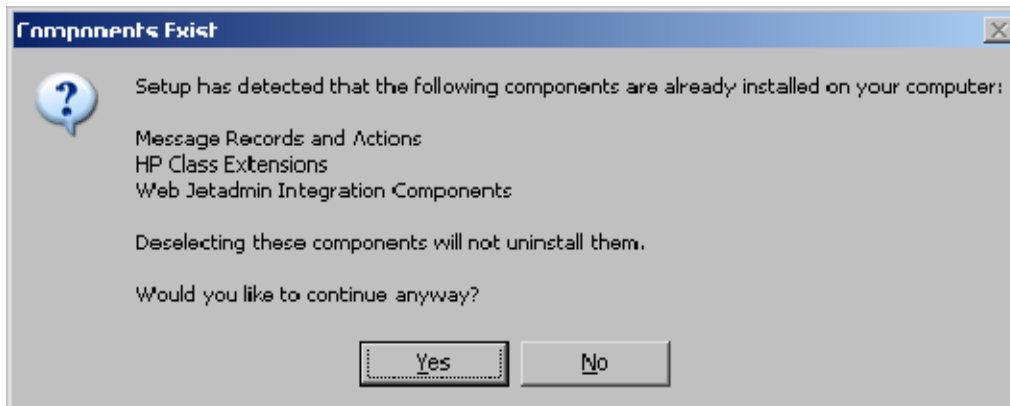 Components Exist
Setup has detected that the following components are already installed on your computer:
Message Records and Actions
HP Class Extensions
Web Jetadmin Integration Components
Deselecting these components will not uninstall them.
Would you like to continue anyway?
Yes
No